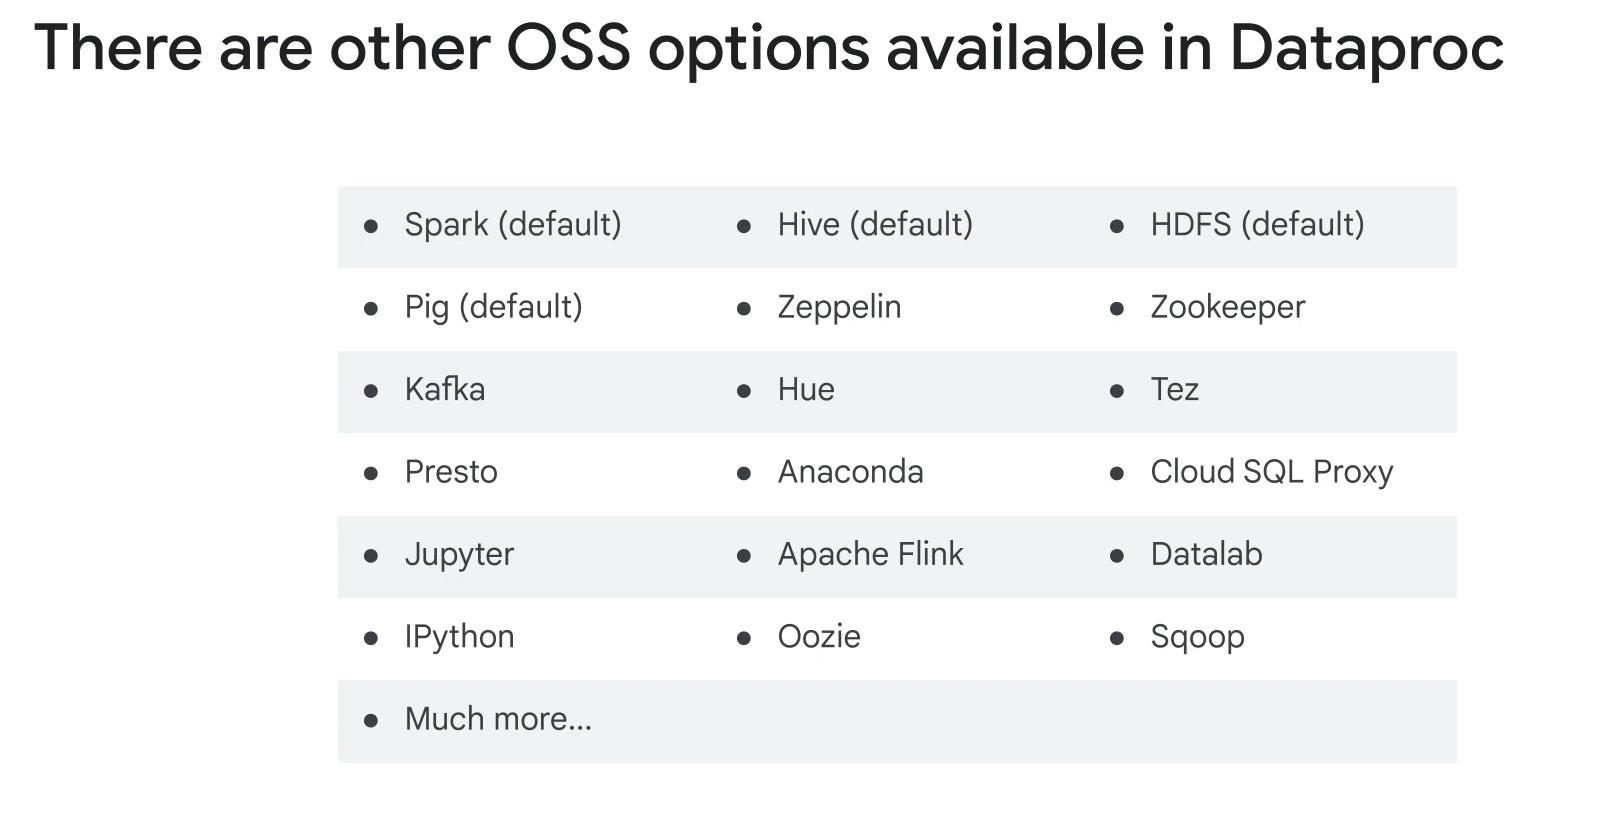 There are other OSS options available in Dataproc
● Spark (default) ● Hive (default) ● HDFS (default)
● Pig (default) ● Zeppelin ● Zookeeper
● Kafka ● Hue ● Tez
● Presto ● Anaconda ● Cloud SQL Proxy
● Jupyter ● Apache Flink ● Datalab
● IPython ● Oozie ● Sqoop
● Much more...